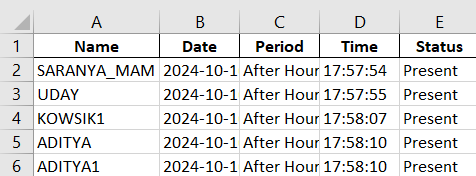 A B C D E
1 Name Date Period Time Status
2 SARANYA_MAM 2024-10-1 After Hour 17:57:54 Present
3 UDAY 2024-10-1 After Hour 17:57:55 Present
4 KOWSIK1 2024-10-1 After Hour 17:58:07 Present
5 ADITYA 2024-10-1 After Hour 17:58:10 Present
6 ADITYA1 2024-10-1 After Hour 17:58:10 Present